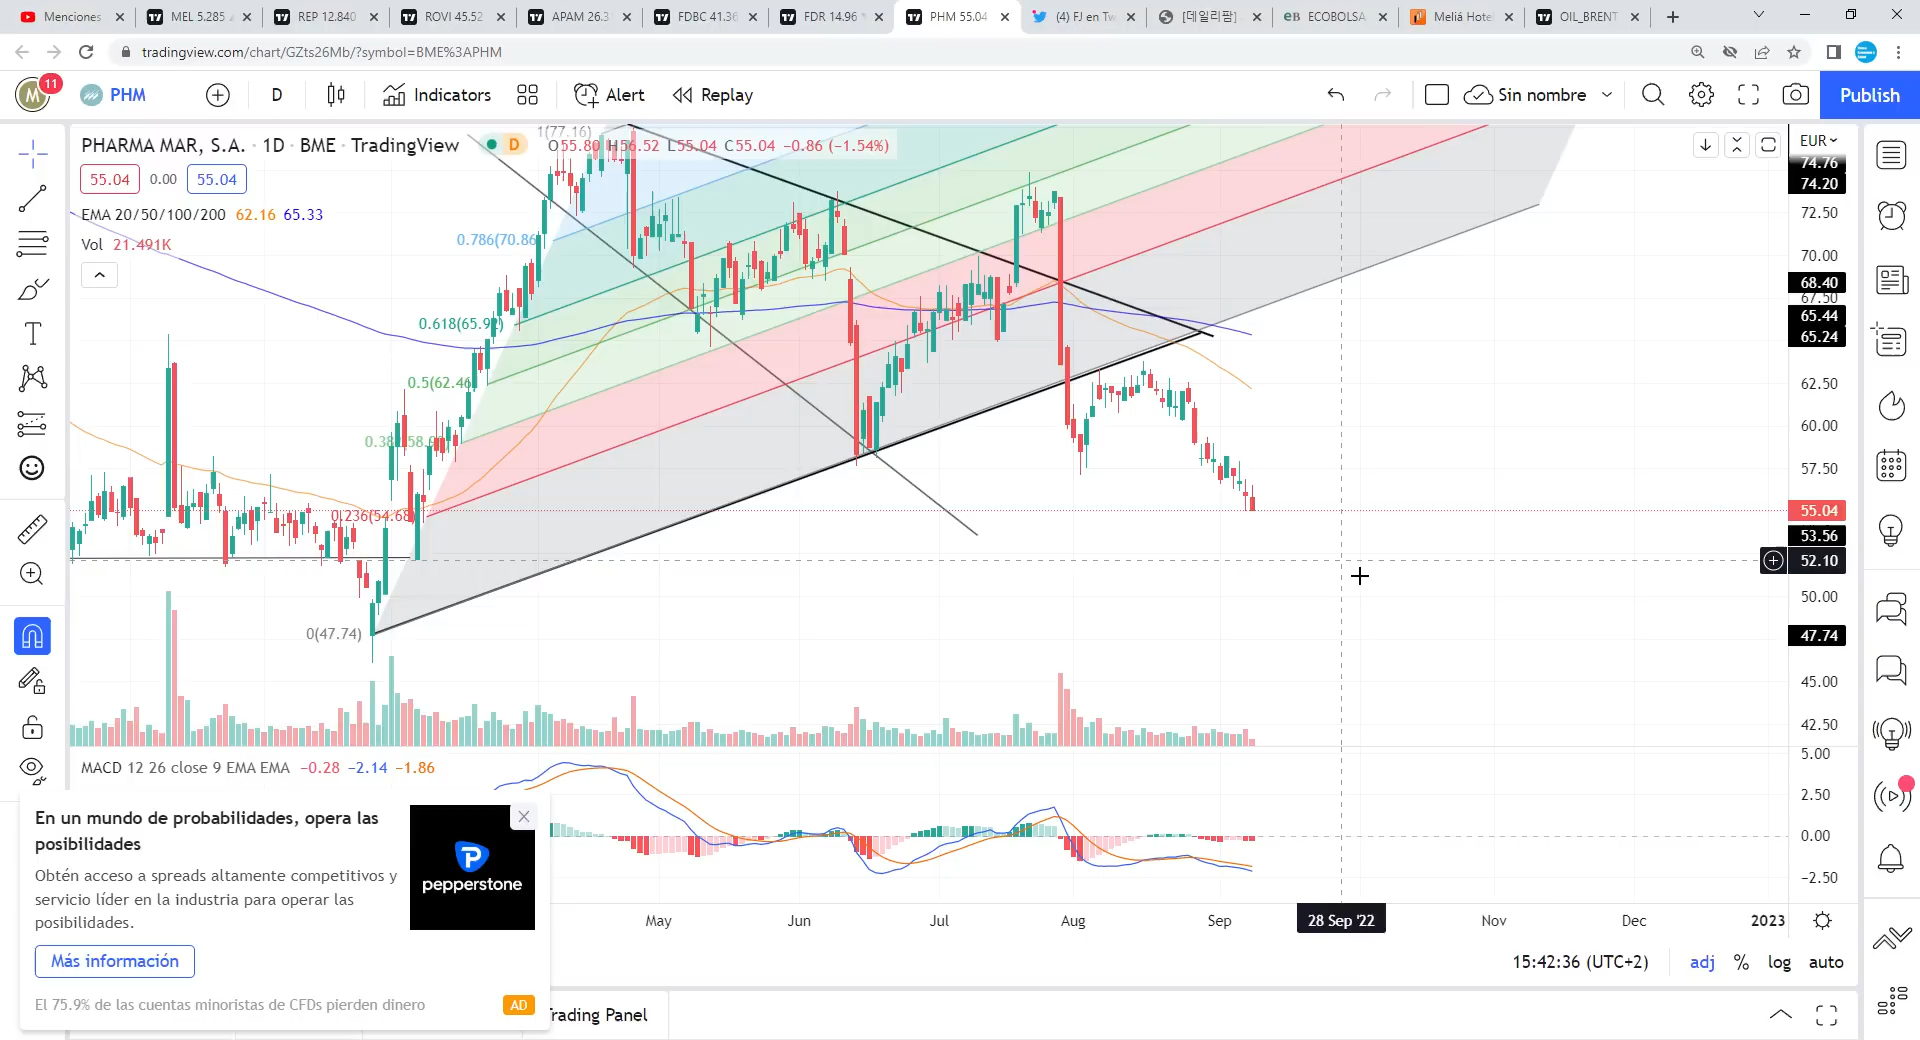 Menciones
MEL 5.285
REP 12.840
ROVI 45.52
APAM 26.3
FDBC 41.36
FDR 14.96
PHM 55.04
(4) FJ en Tw
[데일리팜]
ECOBOLSA
Meliá Hotel
OIL_BRENT
tradingview.com/chart/GZts26Mb/?symbol=BME%3APHM
M
11
PHM
D
Indicators
Alert
Replay
Sin nombre
Publish
PHARMA MAR, S.A. · 1D · BME · TradingView
D
O55.80 H56.52 L55.04 C55.04 −0.86 (−1.54%)
55.04
0.00
55.04
EMA 20/50/100/200 62.16 65.33
Vol 21.491K
1(77.16)
0.786(70.86)
0.618(65.92)
0.5(62.46)
0.236(54.68)
0(47.74)
EUR
74.76
74.20
72.50
70.00
68.40
67.50
65.44
65.24
62.50
60.00
57.50
55.04
53.56
52.10
50.00
47.74
45.00
42.50
MACD 12 26 close 9 EMA EMA −0.28 −2.14 −1.86
5.00
2.50
0.00
−2.50
En un mundo de probabilidades, opera las
posibilidades
Obtén acceso a spreads altamente competitivos y
servicio líder en la industria para operar las
posibilidades.
Más información
El 75.9% de las cuentas minoristas de CFDs pierden dinero
AD
pepperstone
May
Jun
Jul
Aug
Sep
28 Sep '22
Nov
Dec
2023
15:42:36 (UTC+2)
adj
%
log
auto
Trading Panel